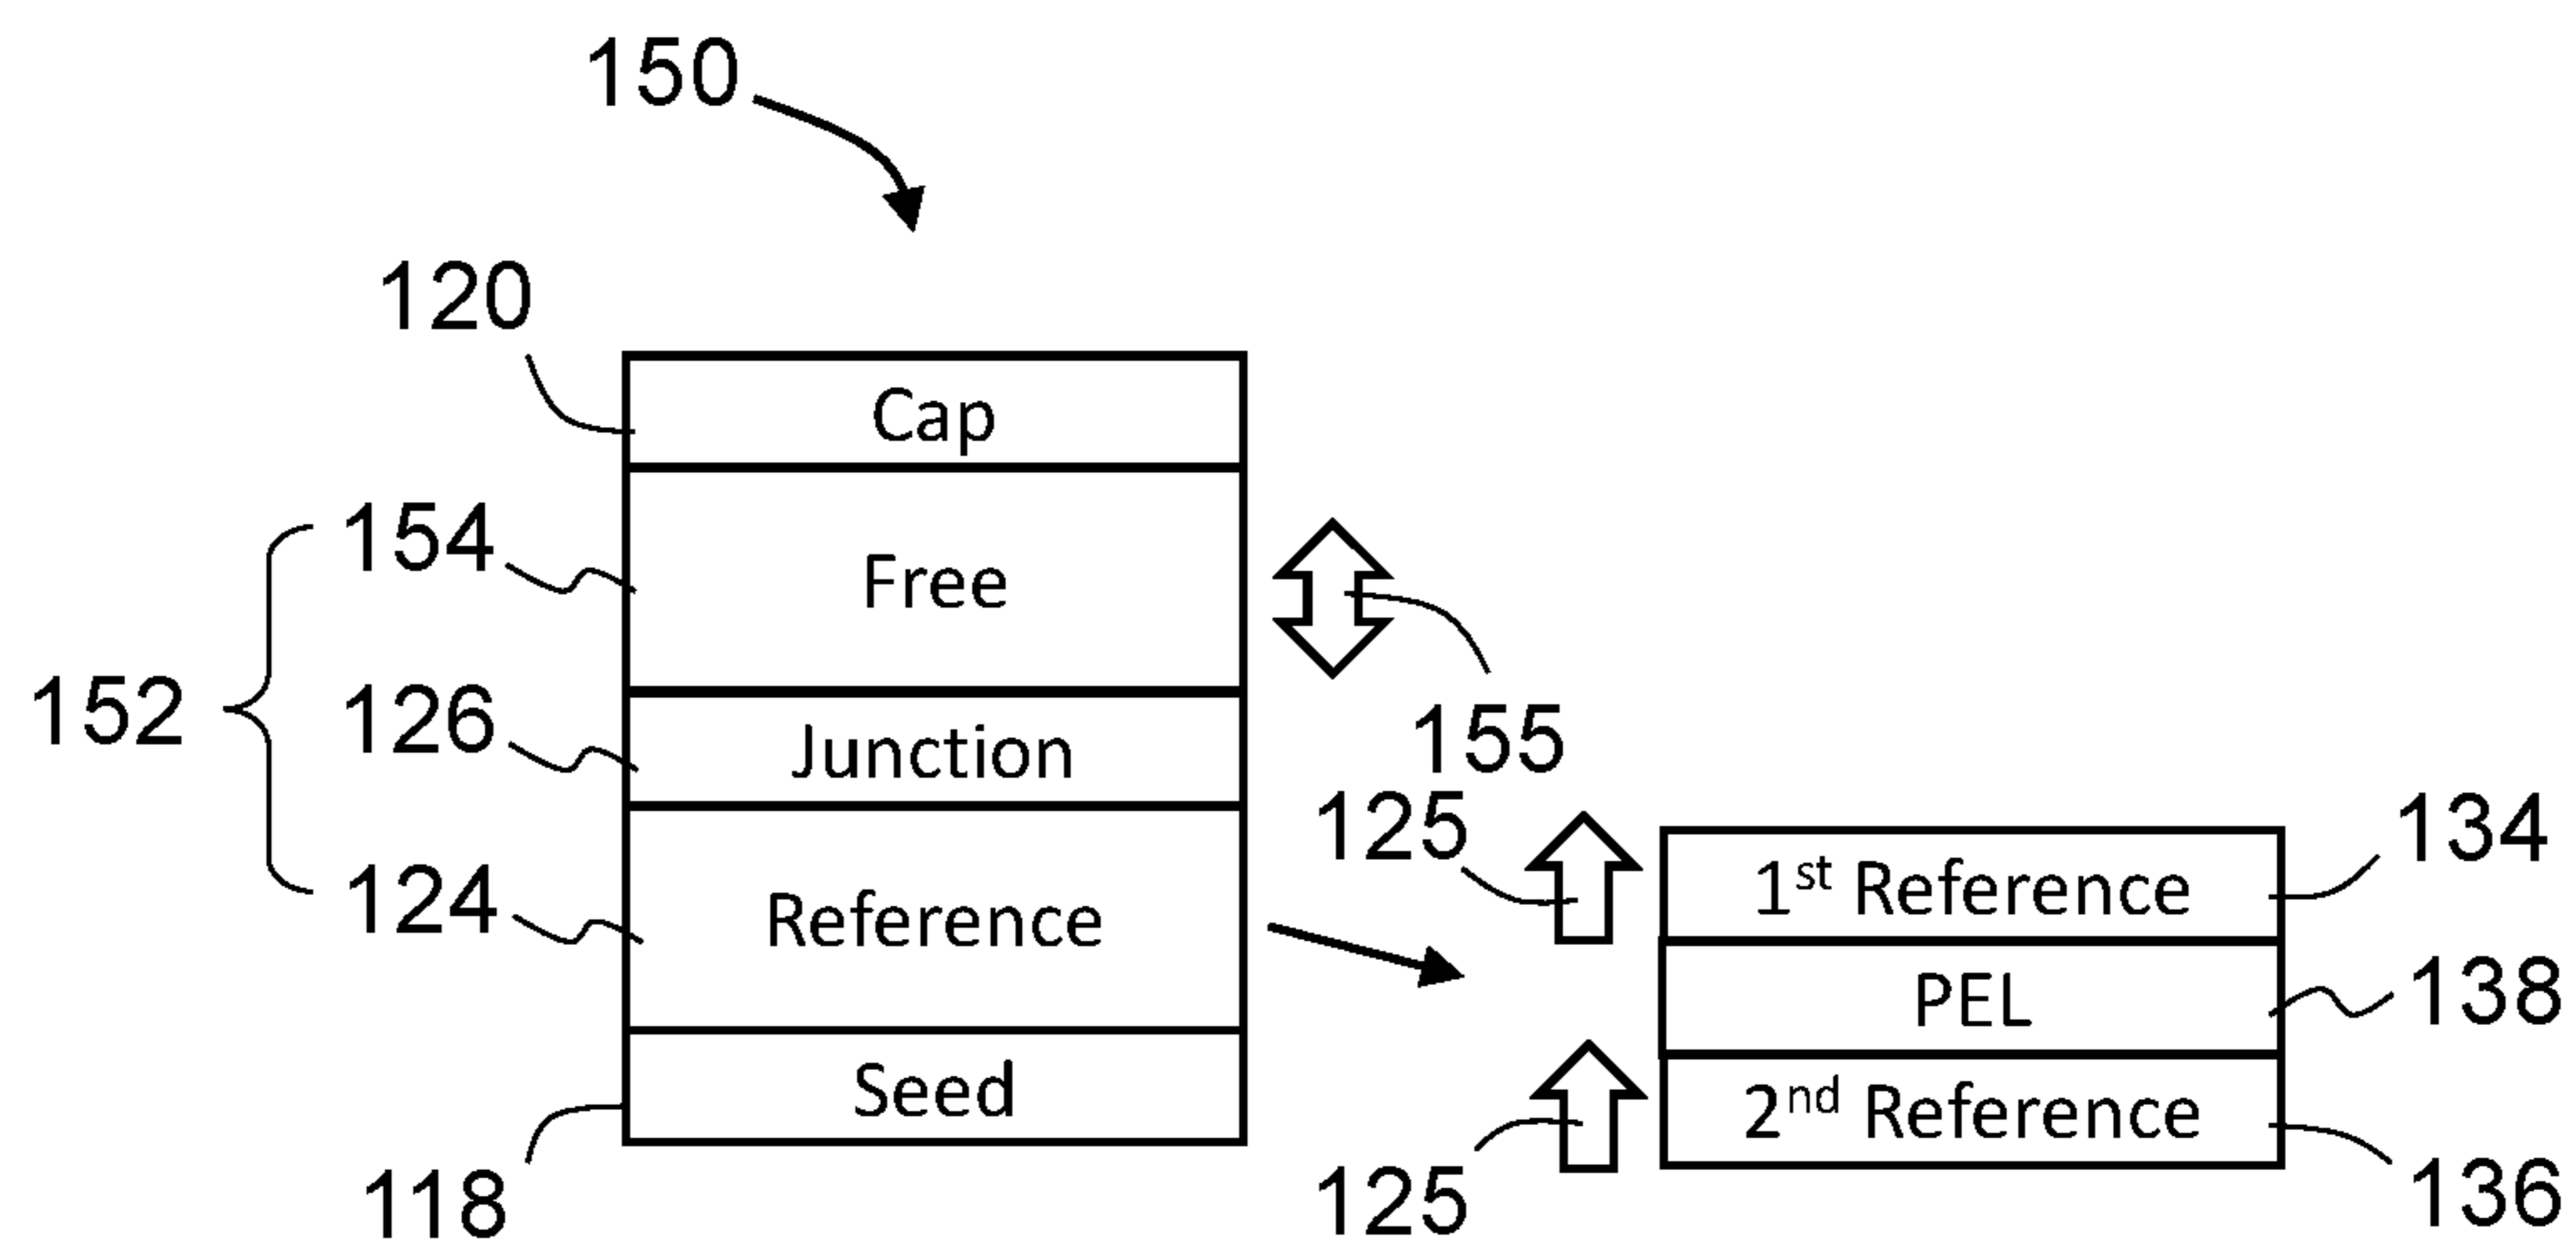 150
120
Cap
154
Free
152
126
Junction
155
125
134
1st Reference
124
Reference
138
PEL
Seed
2nd Reference
118
125
136